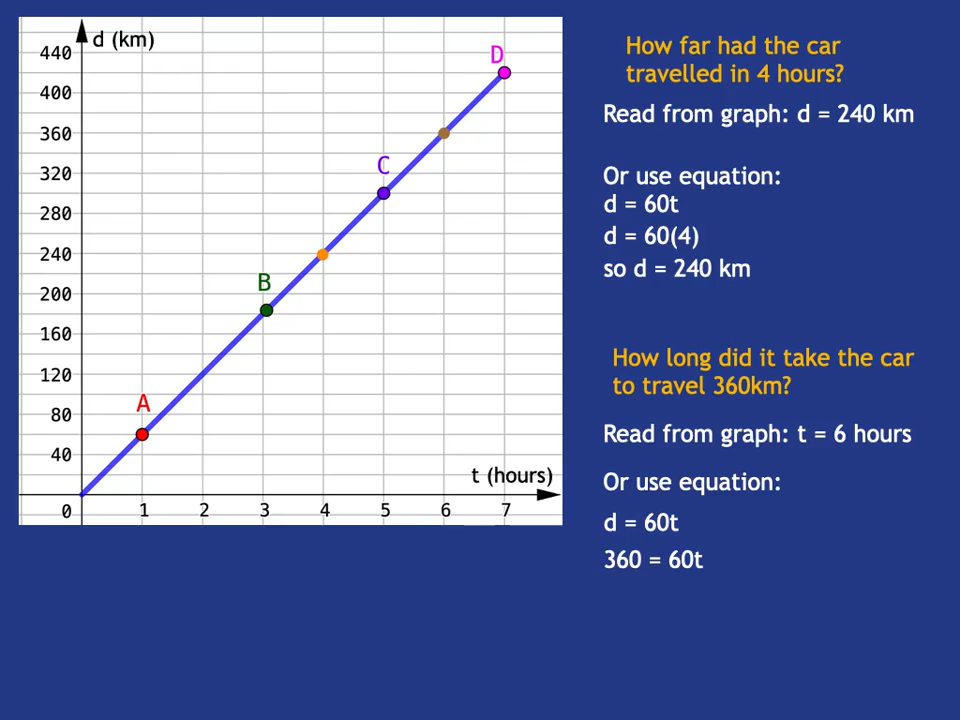 d (km)
440
400
360
320
280
240
200
160
120
80
40
0
D
C
B
A
t (hours)
1 2 3 4 5 6 7
How far had the car
travelled in 4 hours?
Read from graph: d = 240 km
Or use equation:
d = 60t
d = 60(4)
so d = 240 km
How long did it take the car
to travel 360km?
Read from graph: t = 6 hours
Or use equation:
d = 60t
360 = 60t